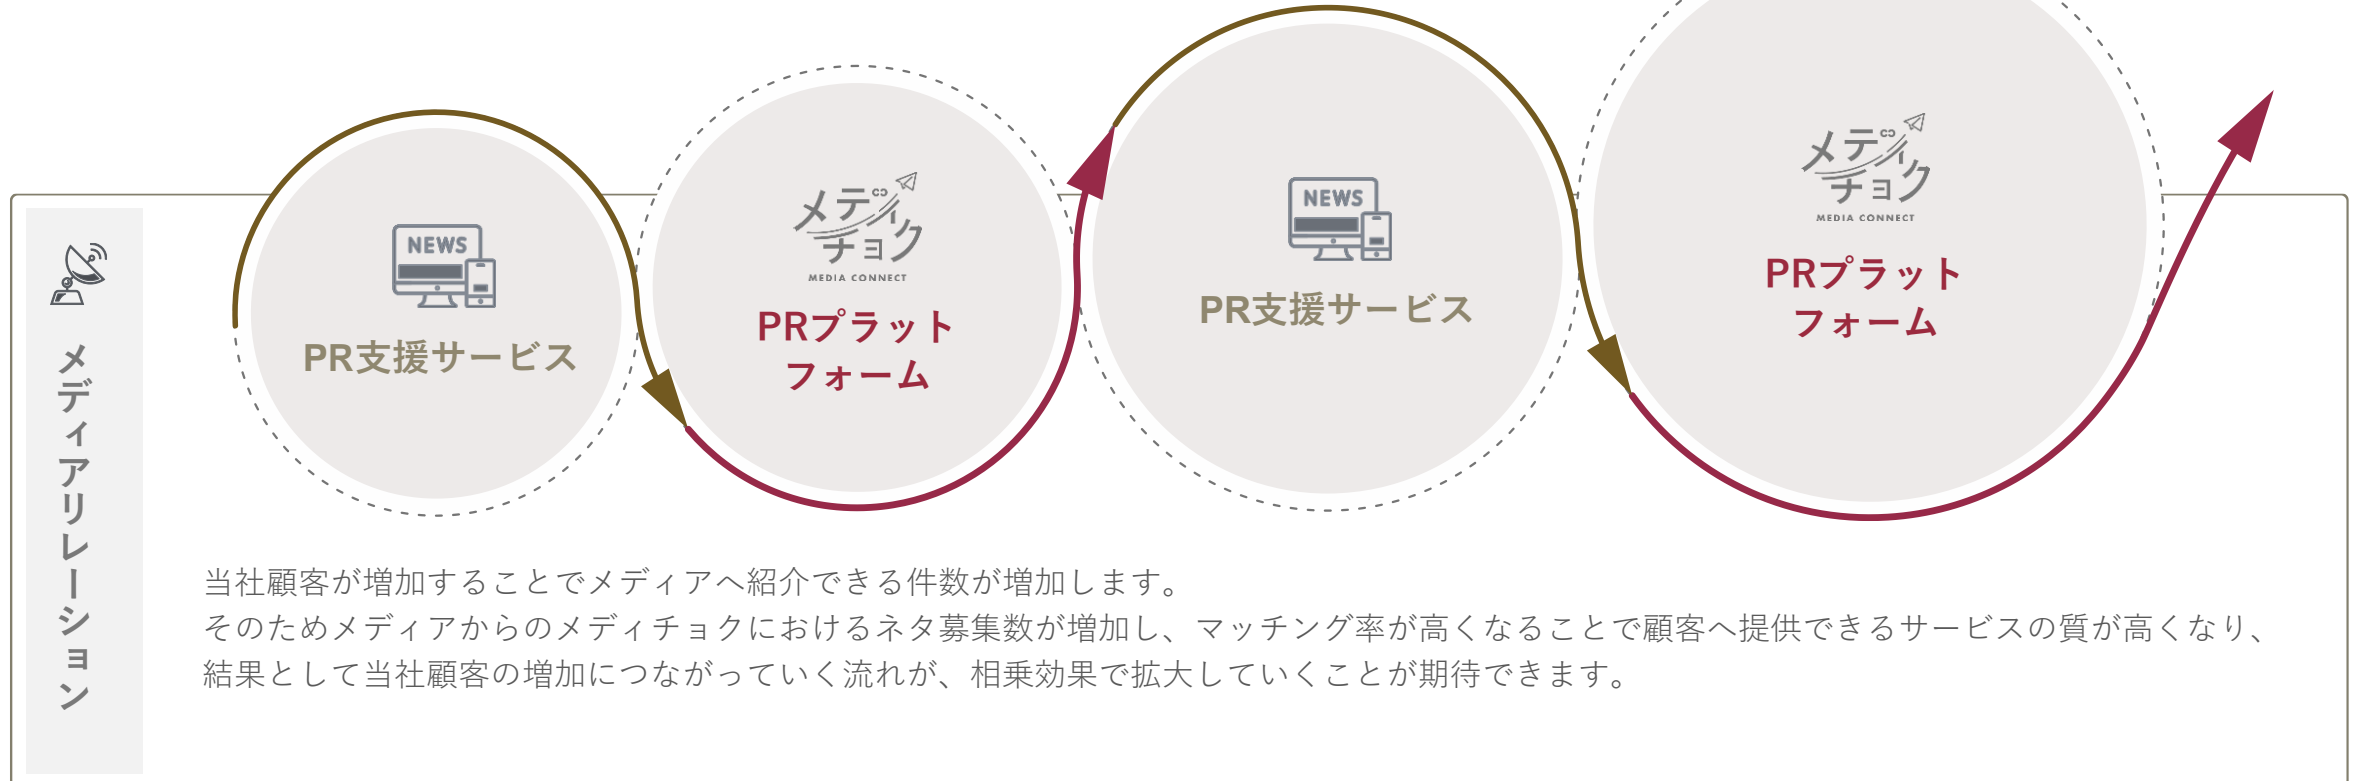 NEWS
PR支援サービス
メディチョク
MEDIA CONNECT
PRプラット
フォーム
NEWS
PR支援サービス
メディチョク
MEDIA CONNECT
PRプラット
フォーム
メディアリレーション
当社顧客が増加することでメディアへ紹介できる件数が増加します。
そのためメディアからのメディチョクにおけるネタ募集数が増加し、マッチング率が高くなることで顧客へ提供できるサービスの質が高くなり、
結果として当社顧客の増加につながっていく流れが、相乗効果で拡大していくことが期待できます。